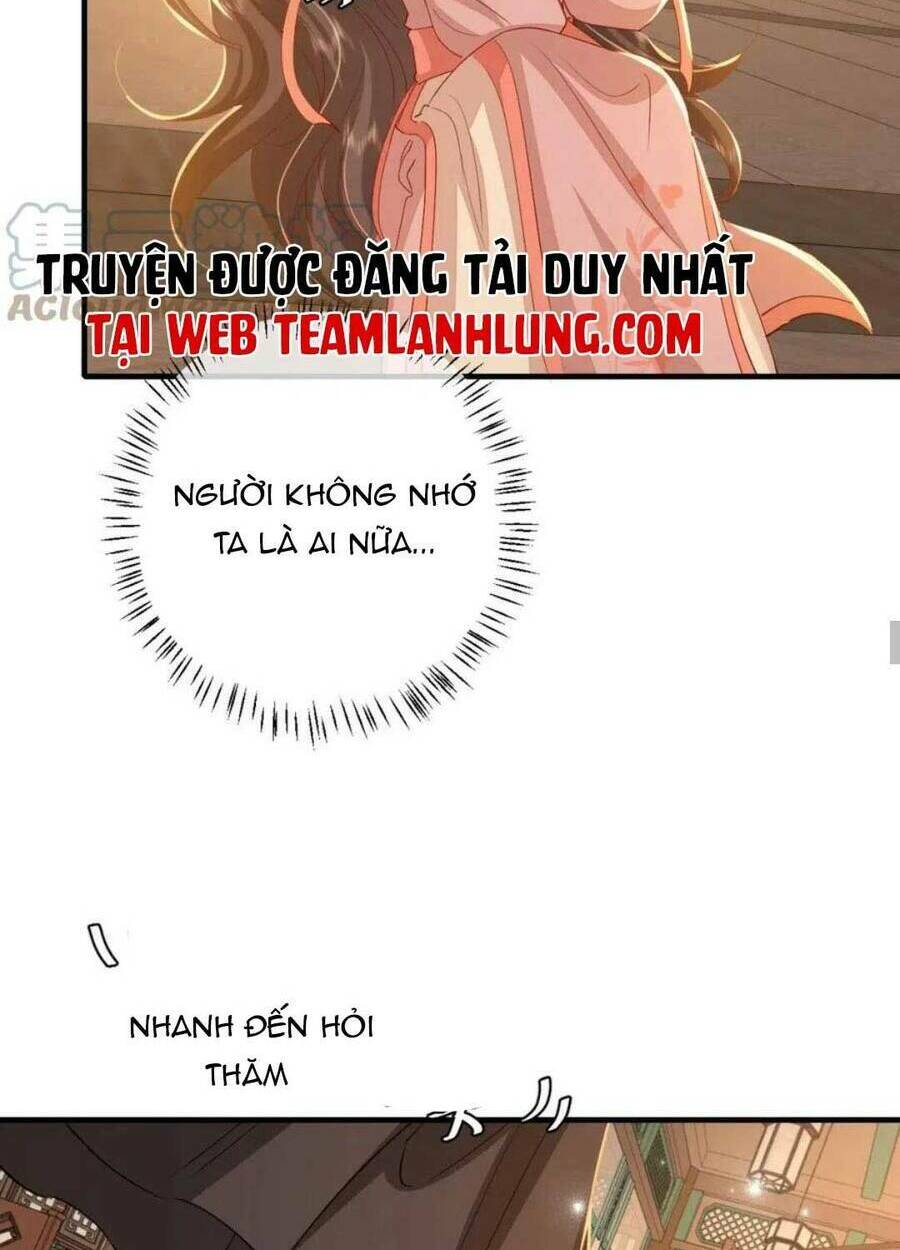 TRUYỆN ĐƯỢC ĐĂNG TẢI DUY NHẤT
TẠI WEB TEAMLANHLUNG.COM
NGƯỜI KHÔNG NHỚ
TA LÀ AI NỮA...
NHANH ĐẾN HỎI
THĂM